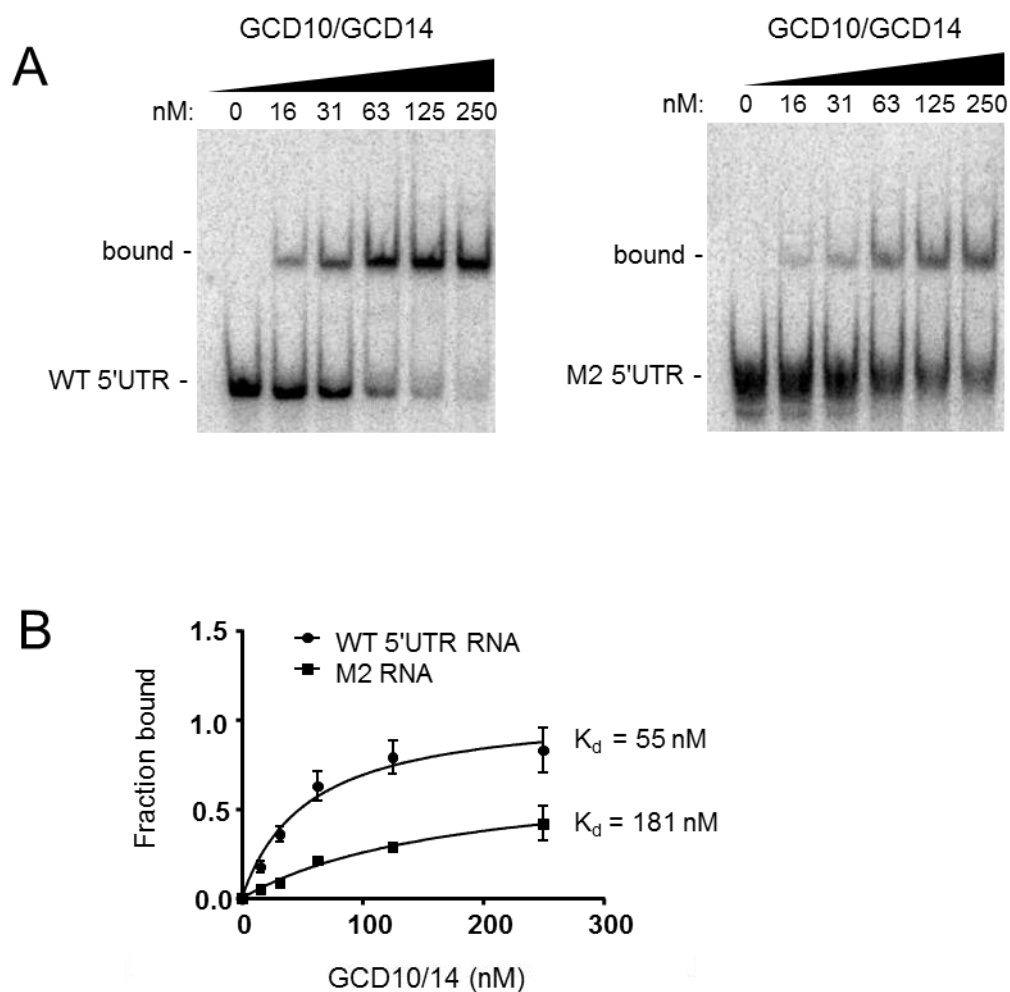 A
GCD10/GCD14
nM: 0 16 31 63 125 250
bound -
WT 5'UTR -
GCD10/GCD14
nM: 0 16 31 63 125 250
bound -
M2 5'UTR -
B
Fraction bound
1.5
1.0
0.5
0.0
WT 5'UTR RNA
M2 RNA
Kd = 55 nM
Kd = 181 nM
0 100 200 300
GCD10/14 (nM)